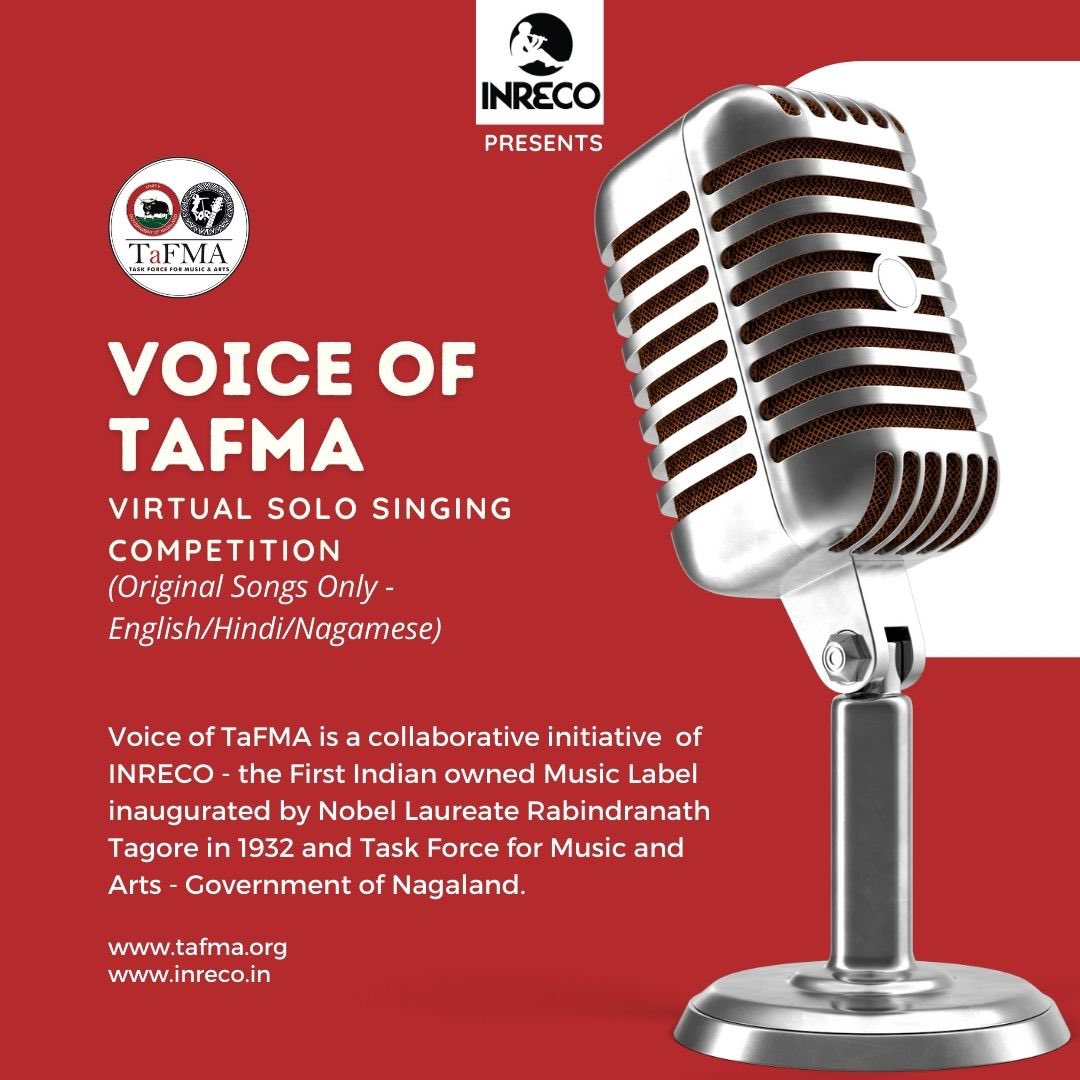 INRECO
PRESENTS
UNITY
TaFMA
TASK FORCE FOR MUSIC & ARTS
VOICE OF
TAFMA
VIRTUAL SOLO SINGING
COMPETITION
(Original Songs Only -
English/Hindi/Nagamese)
Voice of TaFMA is a collaborative initiative of
INRECO - the First Indian owned Music Label
inaugurated by Nobel Laureate Rabindranath
Tagore in 1932 and Task Force for Music and
Arts - Government of Nagaland.
www.tafma.org
www.inreco.in